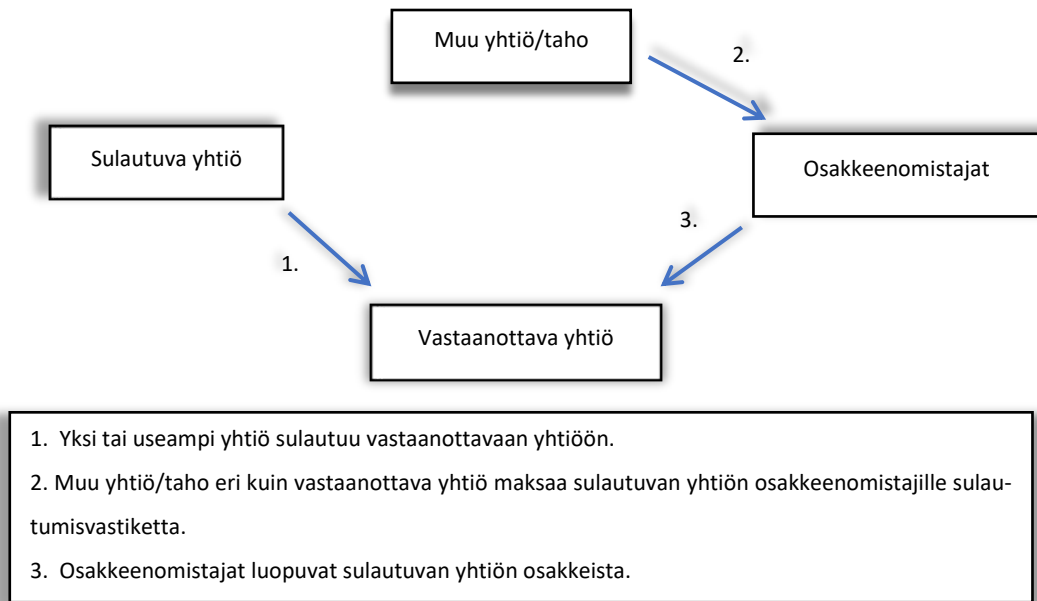 Muu yhtiö/taho
2.
Sulautuva yhtiö
Osakkeenomistajat
3.
1.
Vastaanottava yhtiö
1. Yksi tai useampi yhtiö sulautuu vastaanottavaan yhtiöön.
2. Muu yhtiö/taho eri kuin vastaanottava yhtiö maksaa sulautuvan yhtiön osakkeenomistajille sulau-
tumisvastiketta.
3. Osakkeenomistajat luopuvat sulautuvan yhtiön osakkeista.